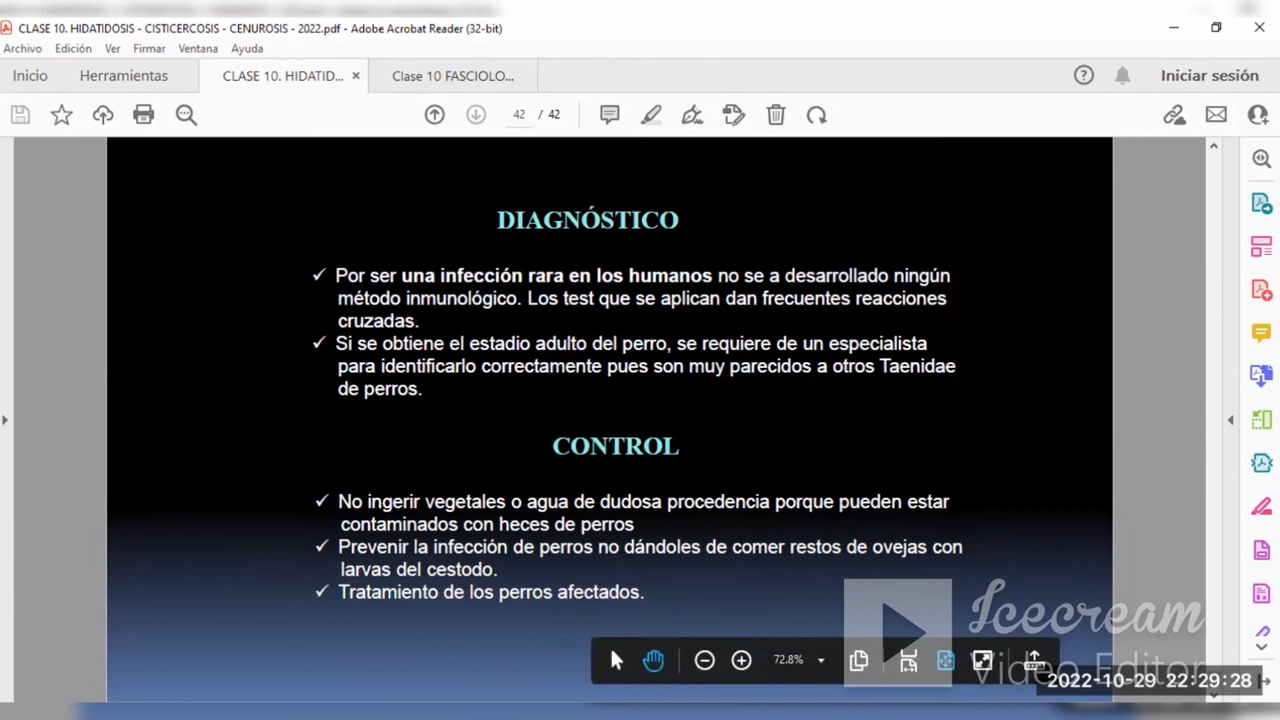 CLASE 10. HIDATIDOSIS - CISTICERCOSIS - CENUROSIS - 2022.pdf - Adobe Acrobat Reader (32-bit)
Archivo Edición Ver Firmar Ventana Ayuda
Inicio Herramientas CLASE 10. HIDATID... × Clase 10 FASCIOLO... Iniciar sesión
42 / 42
DIAGNÓSTICO
✓ Por ser una infección rara en los humanos no se a desarrollado ningún
método inmunológico. Los test que se aplican dan frecuentes reacciones
cruzadas.
✓ Si se obtiene el estadio adulto del perro, se requiere de un especialista
para identificarlo correctamente pues son muy parecidos a otros Taenidae
de perros.
CONTROL
✓ No ingerir vegetales o agua de dudosa procedencia porque pueden estar
contaminados con heces de perros
✓ Prevenir la infección de perros no dándoles de comer restos de ovejas con
larvas del cestodo.
✓ Tratamiento de los perros afectados.
Icecream
Video Editor
72.8%
2022-10-29 22:29:28